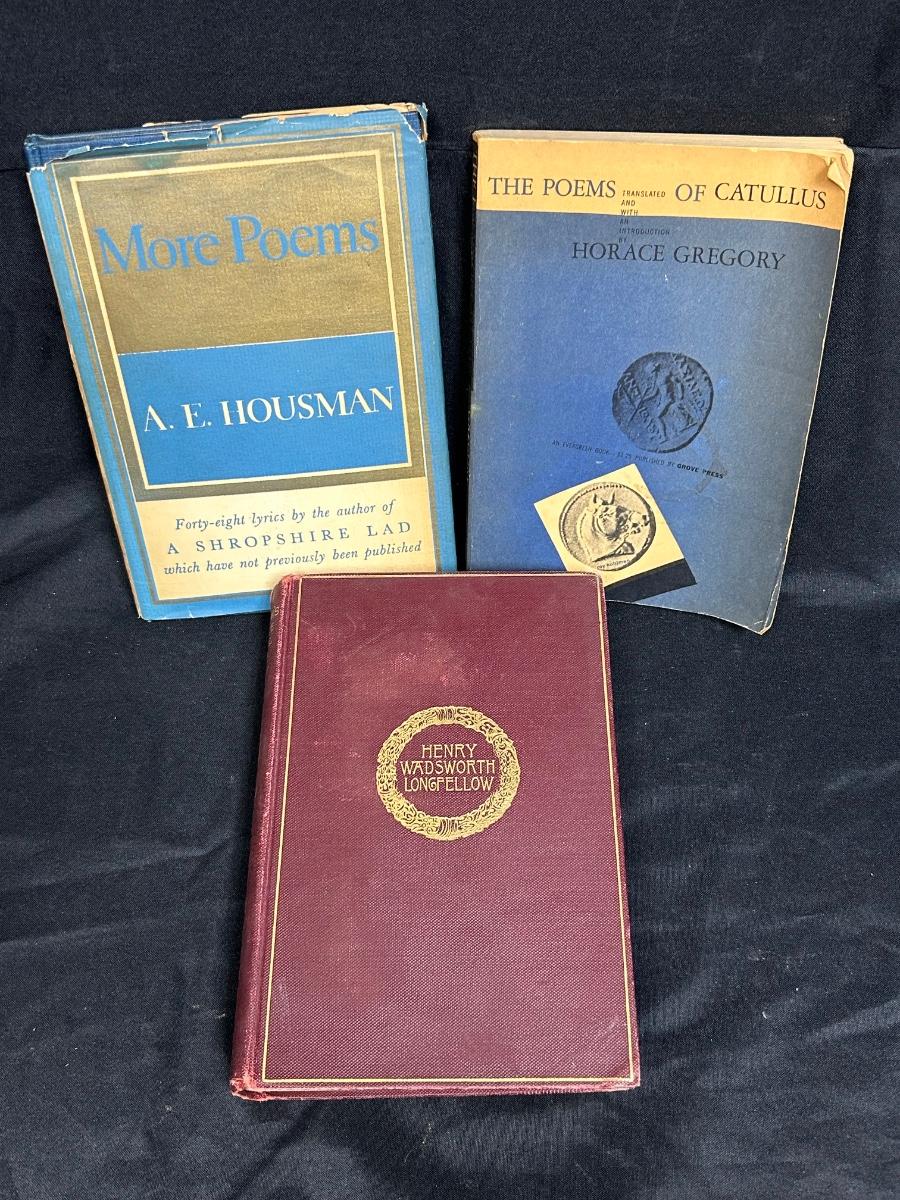 More Poems
A. E. HOUSMAN
Forty-eight lyrics by the author of
A SHROPSHIRE LAD
which have not previously been published
THE POEMS TRANSLATED OF CATULLUS
AND
WITH
AN
INTRODUCTION
BY
HORACE GREGORY
AN EVERGREEN BOOK $1.25 PUBLISHED BY GROVE PRESS
HENRY
WADSWORTH
LONGFELLOW